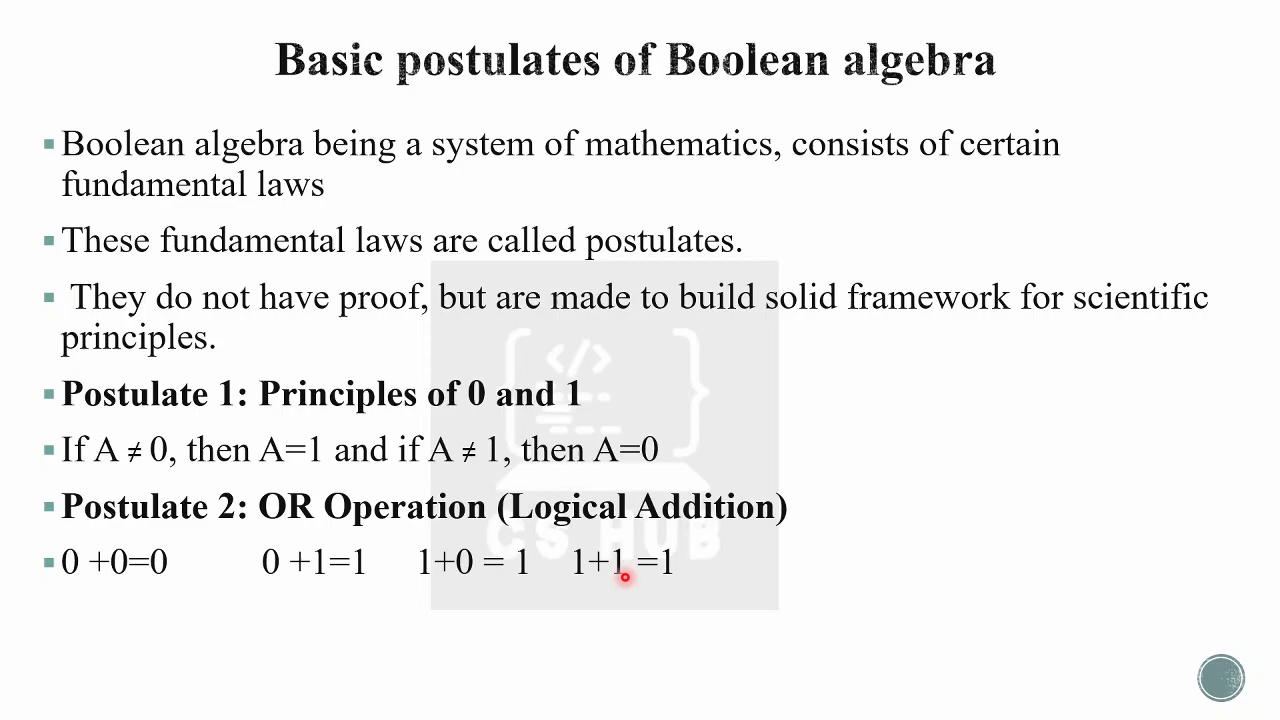 Basic postulates of Boolean algebra
▪ Boolean algebra being a system of mathematics, consists of certain
fundamental laws
▪ These fundamental laws are called postulates.
▪ They do not have proof, but are made to build solid framework for scientific
principles.
▪ Postulate 1: Principles of 0 and 1
▪ If A ≠ 0, then A=1 and if A ≠ 1, then A=0
▪ Postulate 2: OR Operation (Logical Addition)
</>
CS HUB
▪ 0 +0=0 0 +1=1 1+0 = 1 1+1 =1